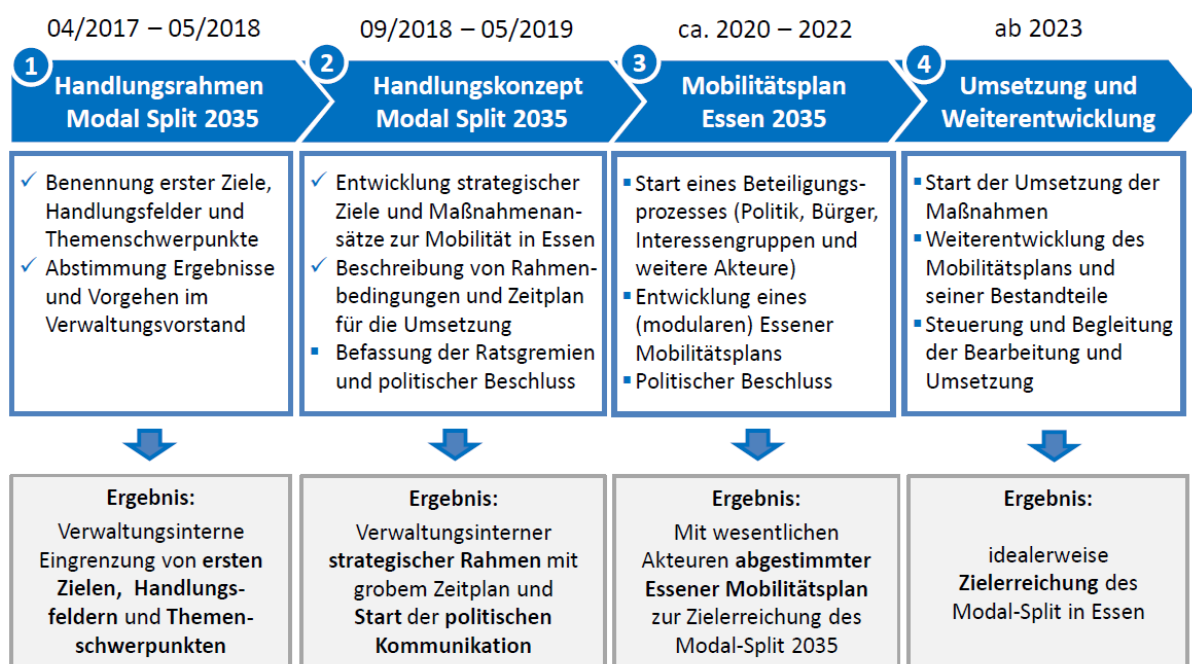 04/2017 – 05/2018
09/2018 – 05/2019
ca. 2020 – 2022
ab 2023
1
Handlungsrahmen
Modal Split 2035
2
Handlungskonzept
Modal Split 2035
3
Mobilitätsplan
Essen 2035
4
Umsetzung und
Weiterentwicklung
✓ Benennung erster Ziele,
Handlungsfelder und
Themenschwerpunkte
✓ Abstimmung Ergebnisse
und Vorgehen im
Verwaltungsvorstand
✓ Entwicklung strategischer
Ziele und Maßnahmenan-
sätze zur Mobilität in Essen
✓ Beschreibung von Rahmen-
bedingungen und Zeitplan
für die Umsetzung
▪ Befassung der Ratsgremien
und politischer Beschluss
▪ Start eines Beteiligungs-
prozesses (Politik, Bürger,
Interessengruppen und
weitere Akteure)
▪ Entwicklung eines
(modularen) Essener
Mobilitätsplans
▪ Politischer Beschluss
▪ Start der Umsetzung der
Maßnahmen
▪ Weiterentwicklung des
Mobilitätsplans und
seiner Bestandteile
▪ Steuerung und Begleitung
der Bearbeitung und
Umsetzung
Ergebnis:
Verwaltungsinterne
Eingrenzung von ersten
Zielen, Handlungs-
feldern und Themen-
schwerpunkten
Ergebnis:
Verwaltungsinterner
strategischer Rahmen mit
grobem Zeitplan und
Start der politischen
Kommunikation
Ergebnis:
Mit wesentlichen
Akteuren abgestimmter
Essener Mobilitätsplan
zur Zielerreichung des
Modal-Split 2035
Ergebnis:
idealerweise
Zielerreichung des
Modal-Split in Essen